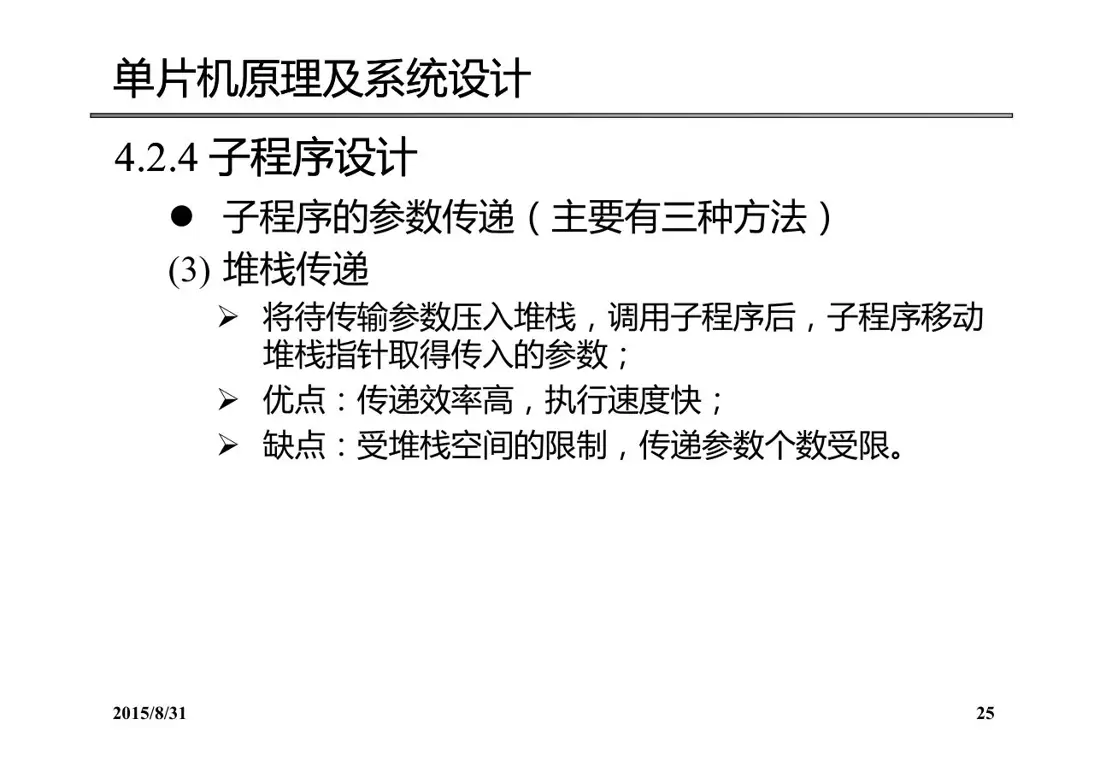 单片机原理及系统设计
4.2.4 子程序设计
● 子程序的参数传递（主要有三种方法）
(3) 堆栈传递
➢ 将待传输参数压入堆栈，调用子程序后，子程序移动
堆栈指针取得传入的参数；
➢ 优点：传递效率高，执行速度快；
➢ 缺点：受堆栈空间的限制，传递参数个数受限。
2015/8/31
25